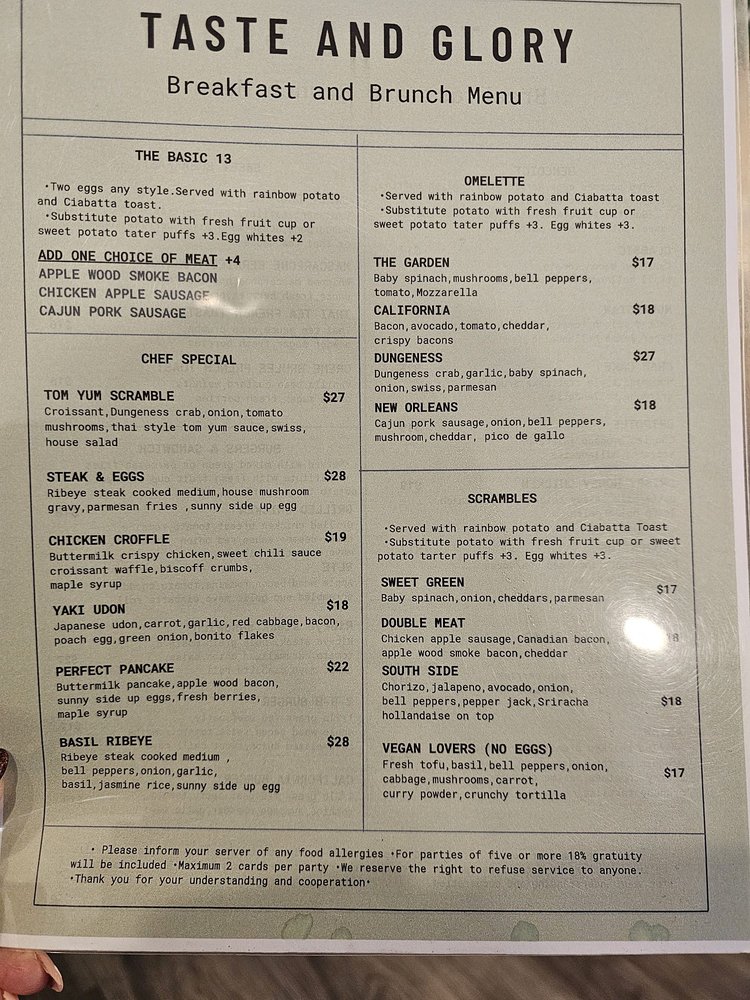 TASTE AND GLORY
Breakfast and Brunch Menu
THE BASIC 13
•Two eggs any style.Served with rainbow potato
and Ciabatta toast.
•Substitute potato with fresh fruit cup or
sweet potato tater puffs +3.Egg whites +2
ADD ONE CHOICE OF MEAT +4
APPLE WOOD SMOKE BACON
CHICKEN APPLE SAUSAGE
CAJUN PORK SAUSAGE
CHEF SPECIAL
TOM YUM SCRAMBLE $27
Croissant,Dungeness crab,onion,tomato
mushrooms,thai style tom yum sauce,swiss,
house salad
STEAK & EGGS $28
Ribeye steak cooked medium,house mushroom
gravy,parmesan fries ,sunny side up egg
CHICKEN CROFFLE $19
Buttermilk crispy chicken,sweet chili sauce
croissant waffle,biscoff crumbs,
maple syrup
YAKI UDON $18
Japanese udon,carrot,garlic,red cabbage,bacon,
poach egg,green onion,bonito flakes
PERFECT PANCAKE $22
Buttermilk pancake,apple wood bacon,
sunny side up eggs,fresh berries,
maple syrup
BASIL RIBEYE $28
Ribeye steak cooked medium ,
bell peppers,onion,garlic,
basil,jasmine rice,sunny side up egg
OMELETTE
•Served with rainbow potato and Ciabatta toast
•Substitute potato with fresh fruit cup or
sweet potato tater puffs +3. Egg whites +3.
THE GARDEN $17
Baby spinach,mushrooms,bell peppers,
tomato,Mozzarella
CALIFORNIA $18
Bacon,avocado,tomato,cheddar,
crispy bacons
DUNGENESS $27
Dungeness crab,garlic,baby spinach,
onion,swiss,parmesan
NEW ORLEANS $18
Cajun pork sausage,onion,bell peppers,
mushroom,cheddar, pico de gallo
SCRAMBLES
•Served with rainbow potato and Ciabatta Toast
•Substitute potato with fresh fruit cup or sweet
potato tarter puffs +3. Egg whites +3.
SWEET GREEN $17
Baby spinach,onion,cheddars,parmesan
DOUBLE MEAT
Chicken apple sausage,Canadian bacon,
apple wood smoke bacon,cheddar
SOUTH SIDE
Chorizo,jalapeno,avocado,onion,
bell peppers,pepper jack,Sriracha $18
hollandaise on top
VEGAN LOVERS (NO EGGS)
Fresh tofu,basil,bell peppers,onion, $17
cabbage,mushrooms,carrot,
curry powder,crunchy tortilla
• Please inform your server of any food allergies •For parties of five or more 18% gratuity
will be included •Maximum 2 cards per party •We reserve the right to refuse service to anyone.
•Thank you for your understanding and cooperation•